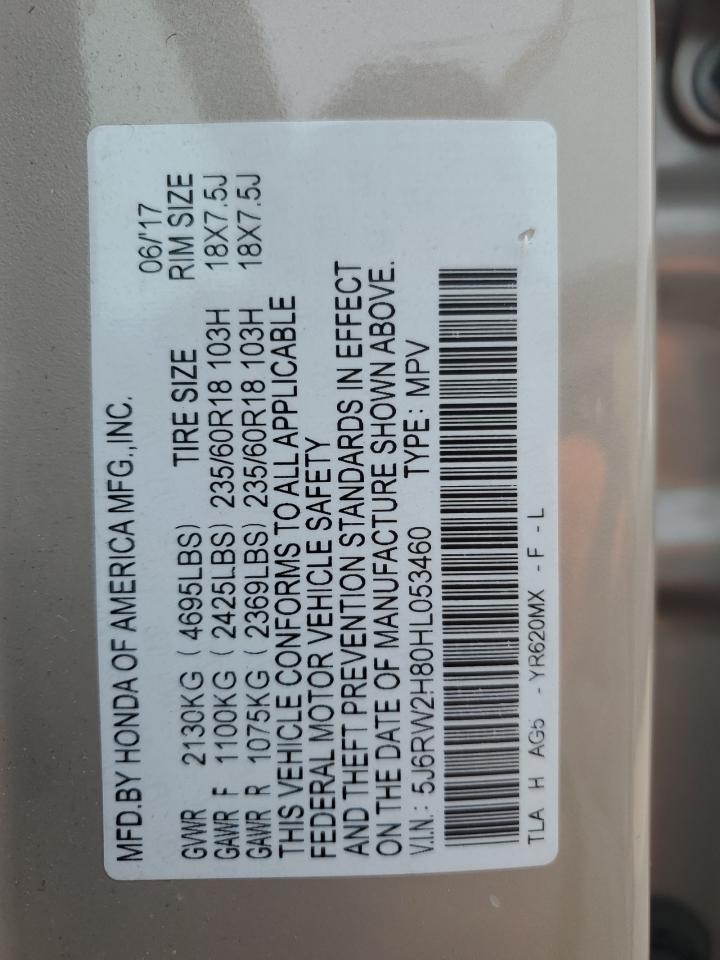 MFD.BY HONDA OF AMERICA MFG.,INC. 06/'17
GVWR 2130KG (4695LBS) TIRE SIZE RIM SIZE
GAWR F 1100KG (2425LBS) 235/60R18 103H 18X7.5J
GAWR R 1075KG (2369LBS) 235/60R18 103H 18X7.5J
THIS VEHICLE CONFORMS TO ALL APPLICABLE
FEDERAL MOTOR VEHICLE SAFETY
AND THEFT PREVENTION STANDARDS IN EFFECT
ON THE DATE OF MANUFACTURE SHOWN ABOVE.
V.I.N.: 5J6RW2H80HL053460 TYPE: MPV
TLA H AG5 - YR620MX - F - L